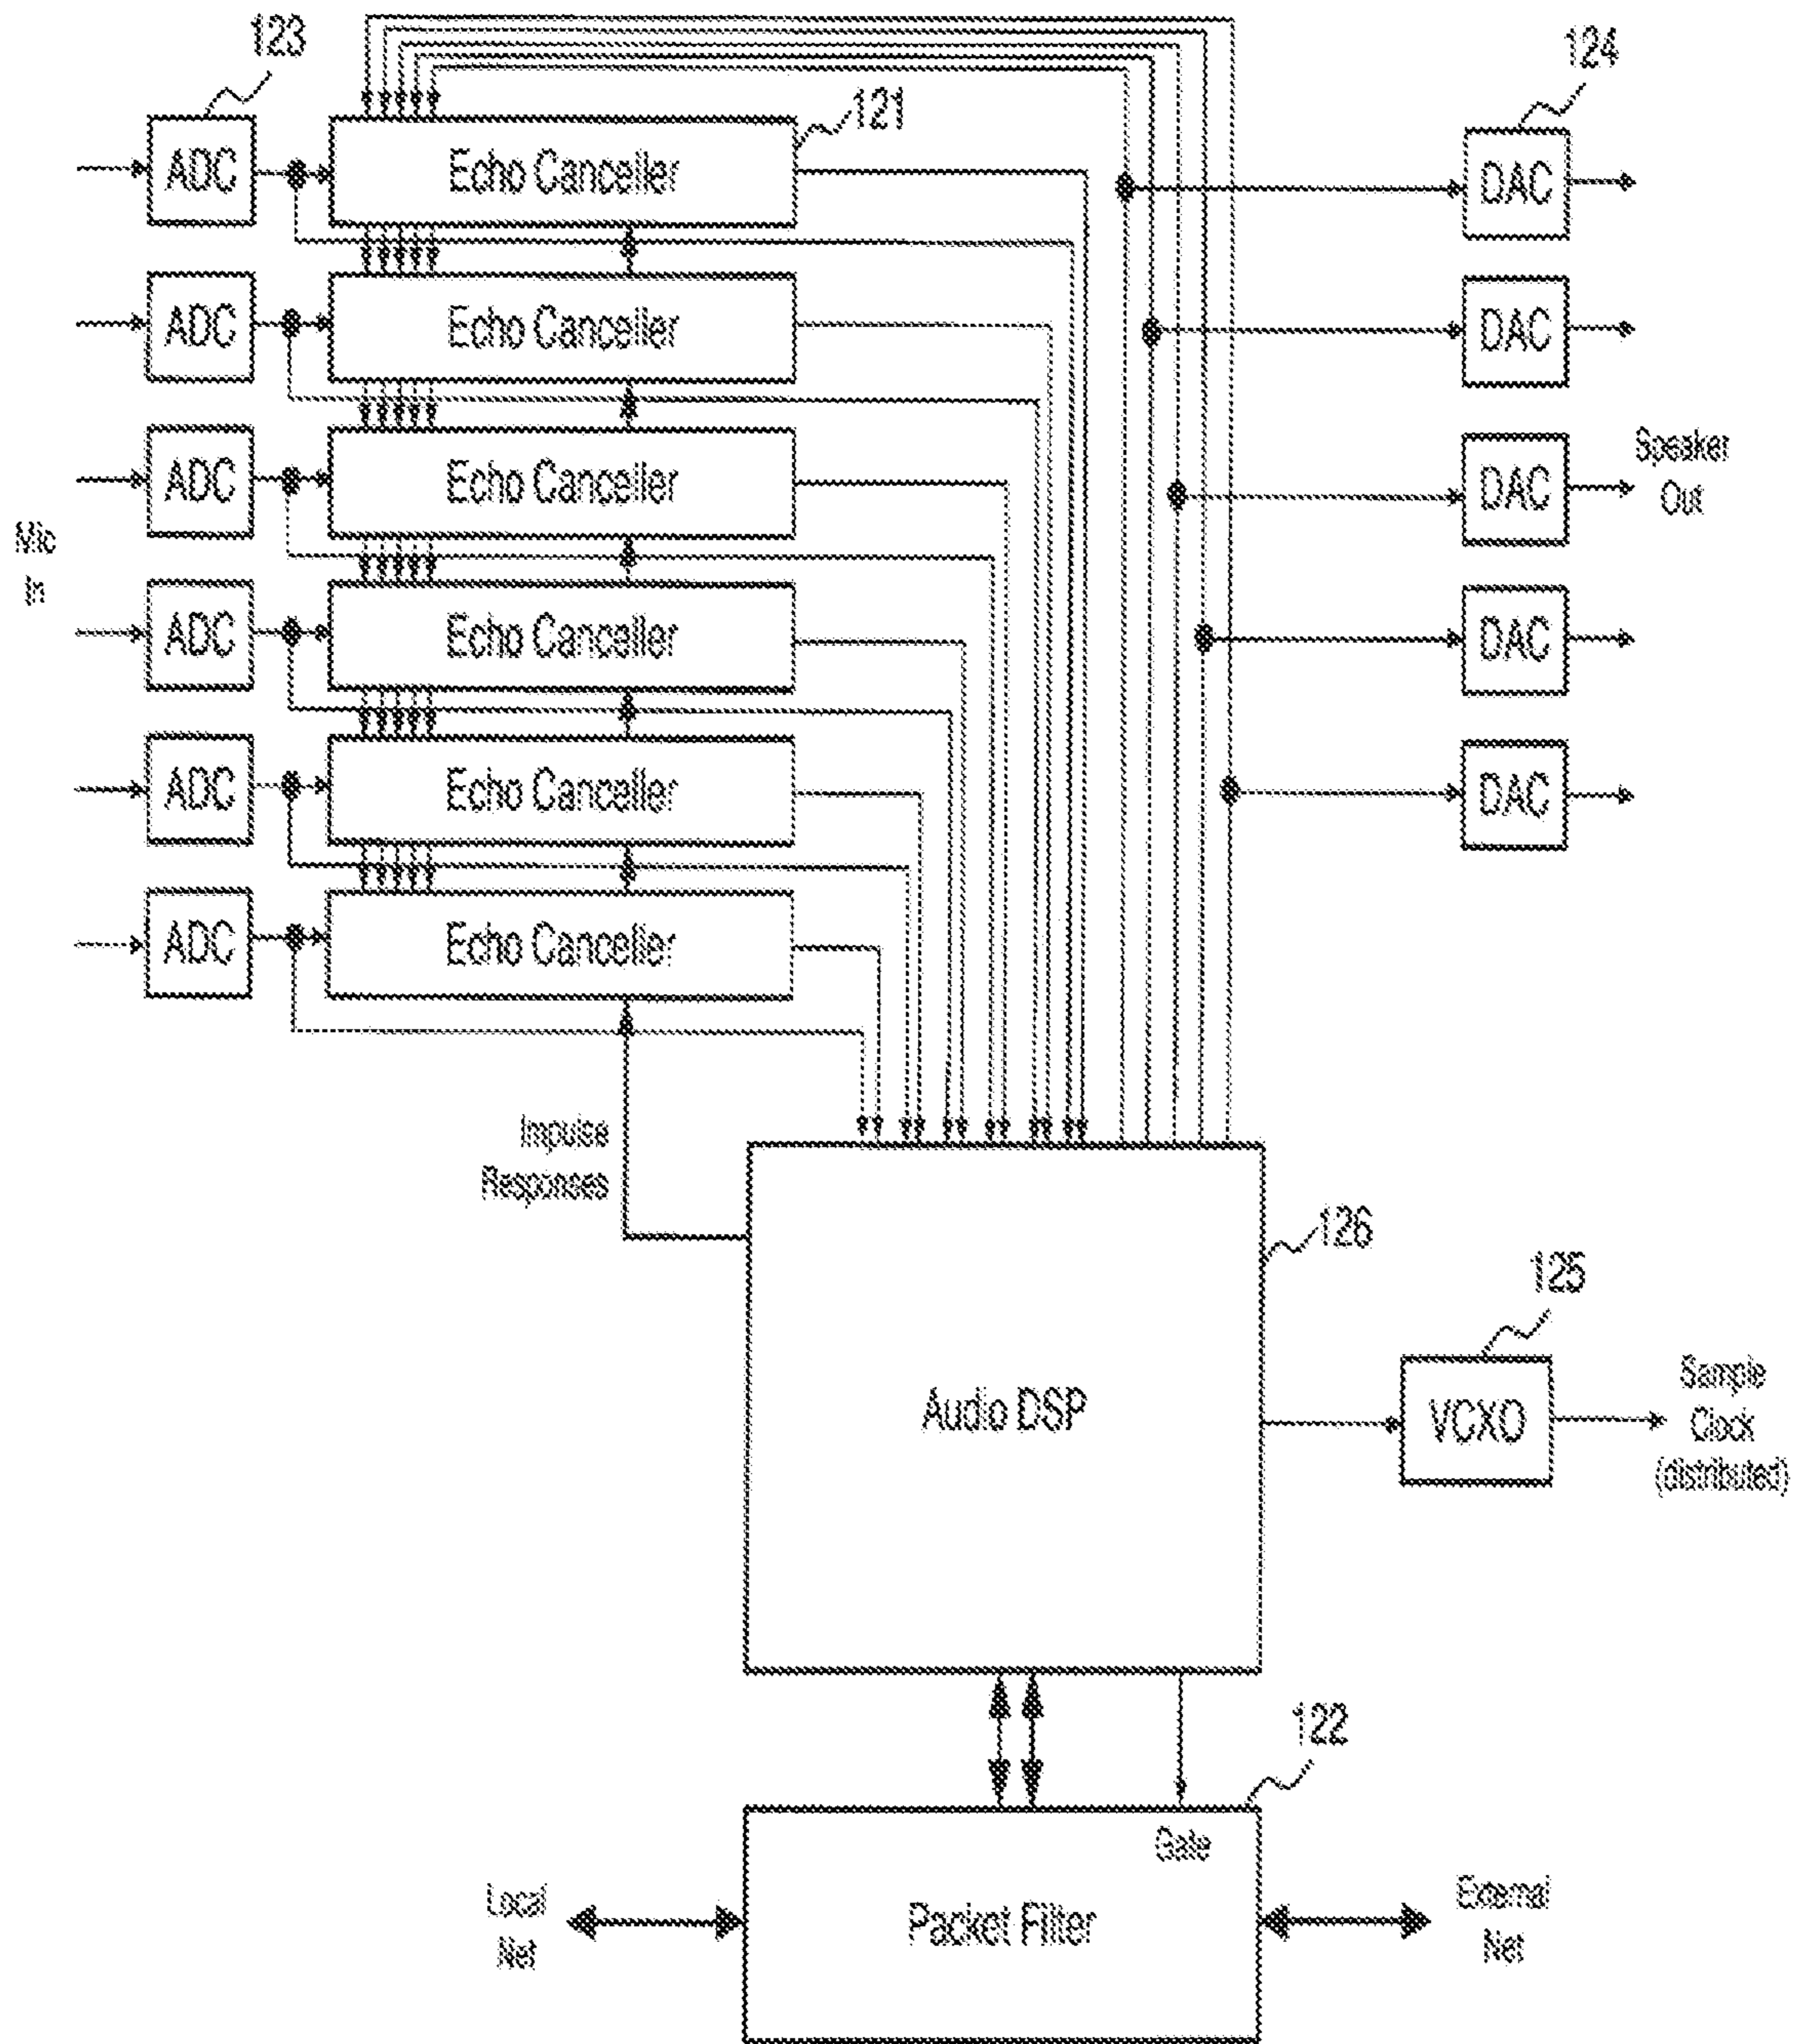 123
124
121
ADC
Echo Canceller
DAC
ADC
Echo Canceller
DAC
ADC
Echo Canceller
DAC
Speaker
Out
Mic
In
ADC
Echo Canceller
DAC
ADC
Echo Canceller
DAC
ADC
Echo Canceller
Impulse
Responses
126
125
Audio DSP
VCXO
Sample
Clock
(distributed)
122
Gate
Local
Net
Packet Filter
External
Net